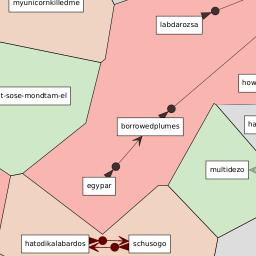 myunicornkilledme
labdarozsa
how
t-sose-mondtam-el
borrowedplumes
ha
multidezo
egypar
hatodikalabardos
schusogo